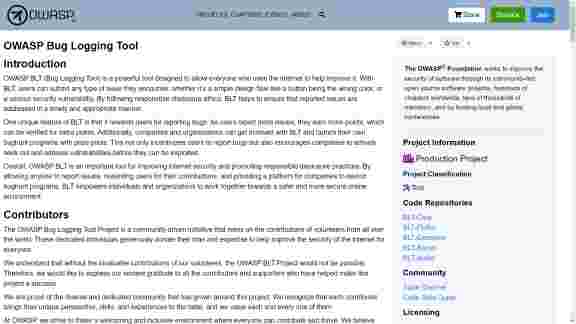 OWASP
PROJECTS CHAPTERS EVENTS ABOUT
Store
Donate
Join
OWASP Bug Logging Tool
Watch
Star
Introduction
OWASP BLT (Bug Logging Tool) is a powerful tool designed to allow everyone who uses the internet to help improve it. With
BLT, users can submit any type of issue they encounter, whether it's a simple design flaw like a button being the wrong color, or
a serious security vulnerability. By following responsible disclosure ethics, BLT helps to ensure that reported issues are
addressed in a timely and appropriate manner.
One unique feature of BLT is that it rewards users for reporting bugs. As users report more issues, they earn more points, which
can be redeemed for extra points. Additionally, companies and organizations can get involved with BLT and launch their own
bughunt programs with prize pools. This not only incentivizes users to report bugs but also encourages companies to actively
seek out and address vulnerabilities before they can be exploited.
Overall, OWASP BLT is an important tool for improving internet security and promoting responsible disclosure practices. By
allowing anyone to report issues, rewarding users for their contributions, and providing a platform for companies to launch
bughunt programs, BLT empowers individuals and organizations to work together towards a safer and more secure online
environment.
Contributors
The OWASP Bug Logging Tool Project is a community-driven initiative that relies on the contributions of volunteers from all over
the world. These dedicated individuals generously donate their time and expertise to help improve the security of the internet for
everyone.
We understand that without the invaluable contributions of our volunteers, the OWASP BLT Project would not be possible.
Therefore, we would like to express our sincere gratitude to all the contributors and supporters who have helped make this
project a success.
We are proud of the diverse and dedicated community that has grown around this project. We recognize that each contributor
brings their unique perspective, skills, and experiences to the table, and we value each and every one of them.
At OWASP we strive to foster a welcoming and inclusive environment where everyone can contribute and thrive. We believe
The OWASP® Foundation works to improve the
security of software through its community-led
open source software projects, hundreds of
chapters worldwide, tens of thousands of
members, and by hosting local and global
conferences.
Project Information
Production Project
Project Classification
Tool
Code Repositories
BLT-Core
BLT-Flutter
BLT-Extension
BLT-Bacon
BLT-Action
Community
Slack Channel
Licensing